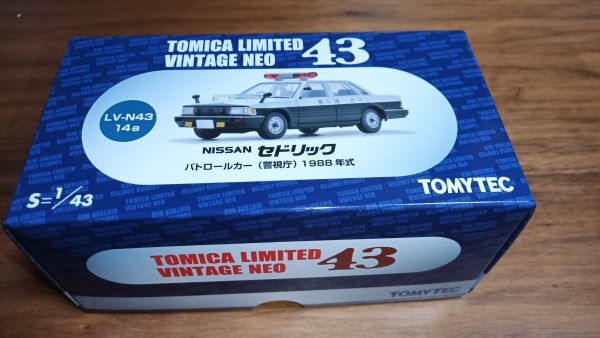 TOMICA LIMITED
VINTAGE NEO 43
LV-N43
14a
NISSAN セドリック
パトロールカー（警視庁）1988年式
S=1/43
TOMYTEC
TOMICA LIMITED
VINTAGE NEO 43
TOMYTEC